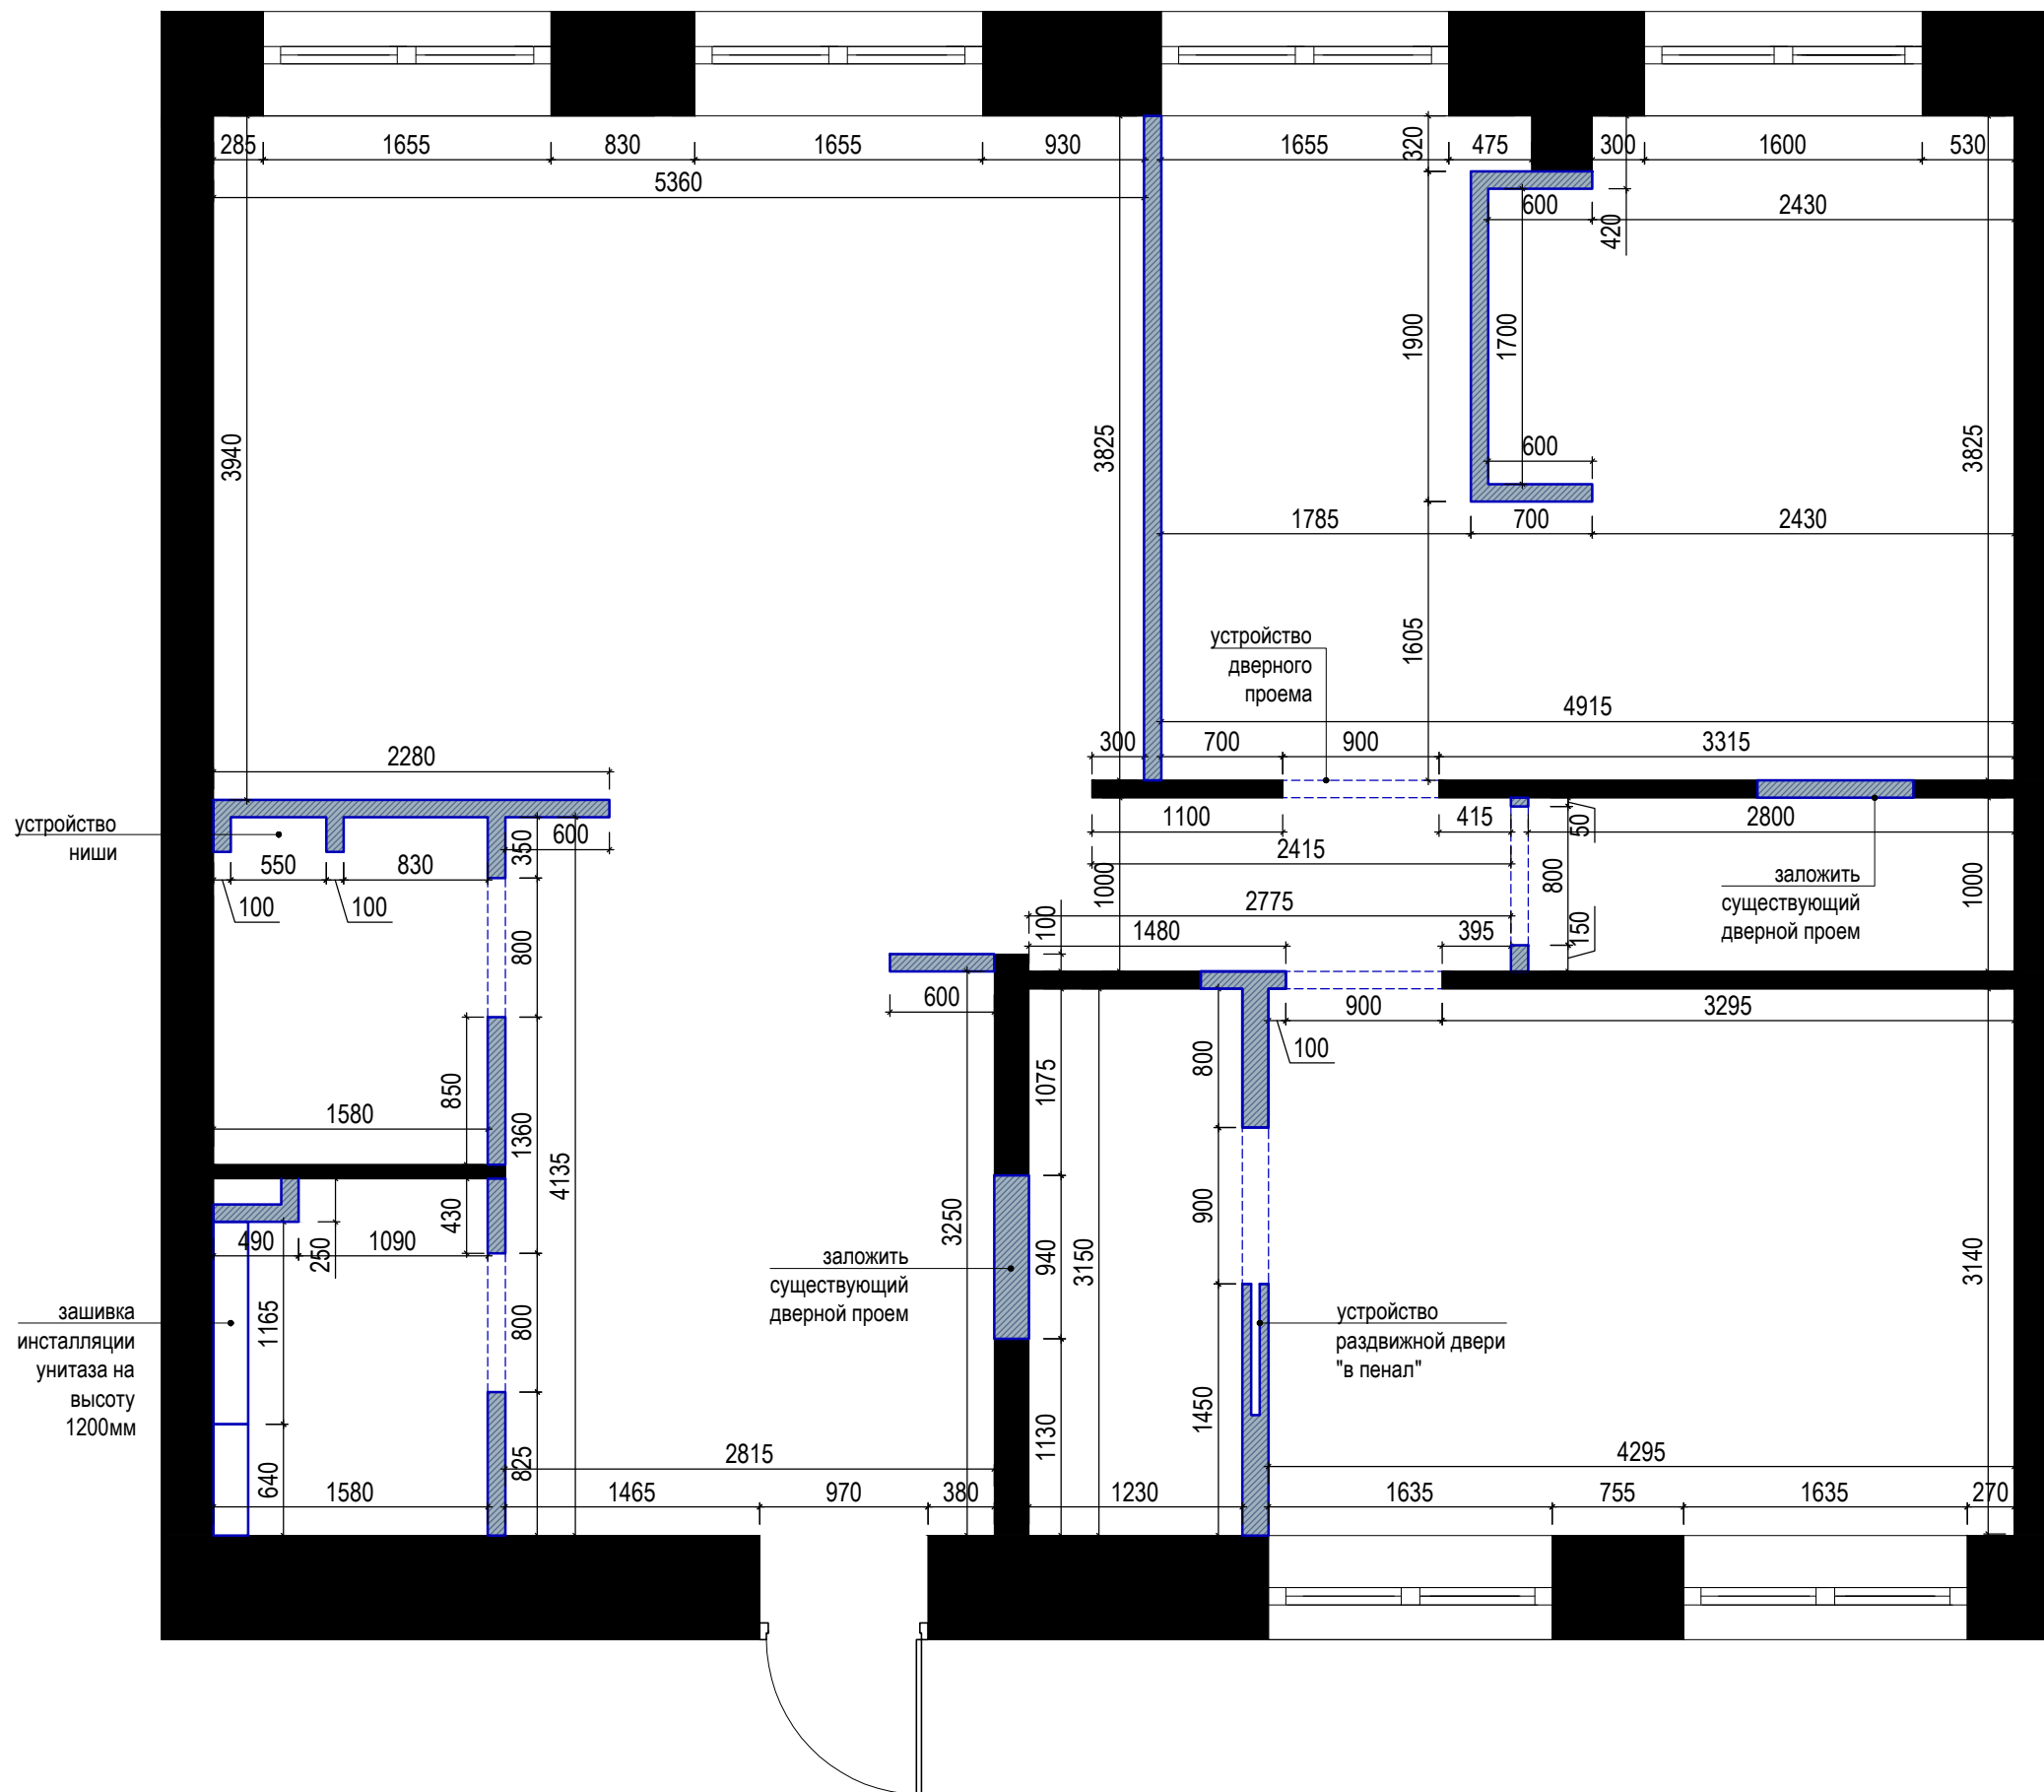 285 1655 830 1655 930 1655 475 300 1600 530
320
5360
600 2430
420
1900
1700
3940
3825
3825
600
1785 700 2430
1605
устройство
дверного
проема
4915
300 700 900 3315
2280
устройство
ниши
350
600
1100 415 50 2800
550 830
2415
100 100
1000
800
1000
заложить
существующий
дверной проем
2775
100
1480 395 150
800
600
900 3295
100
1075
800
850
1580
1360
4135
430
490 1090
250
3250
900
940
3150
3140
заложить
существующий
дверной проем
зашивка
инсталляции
унитаза на
высоту
1200мм
1165
800
устройство
раздвижной двери
"в пенал"
1450
1130
2815
4295
640
825
1580 1465 970 380 1230 1635 755 1635 270